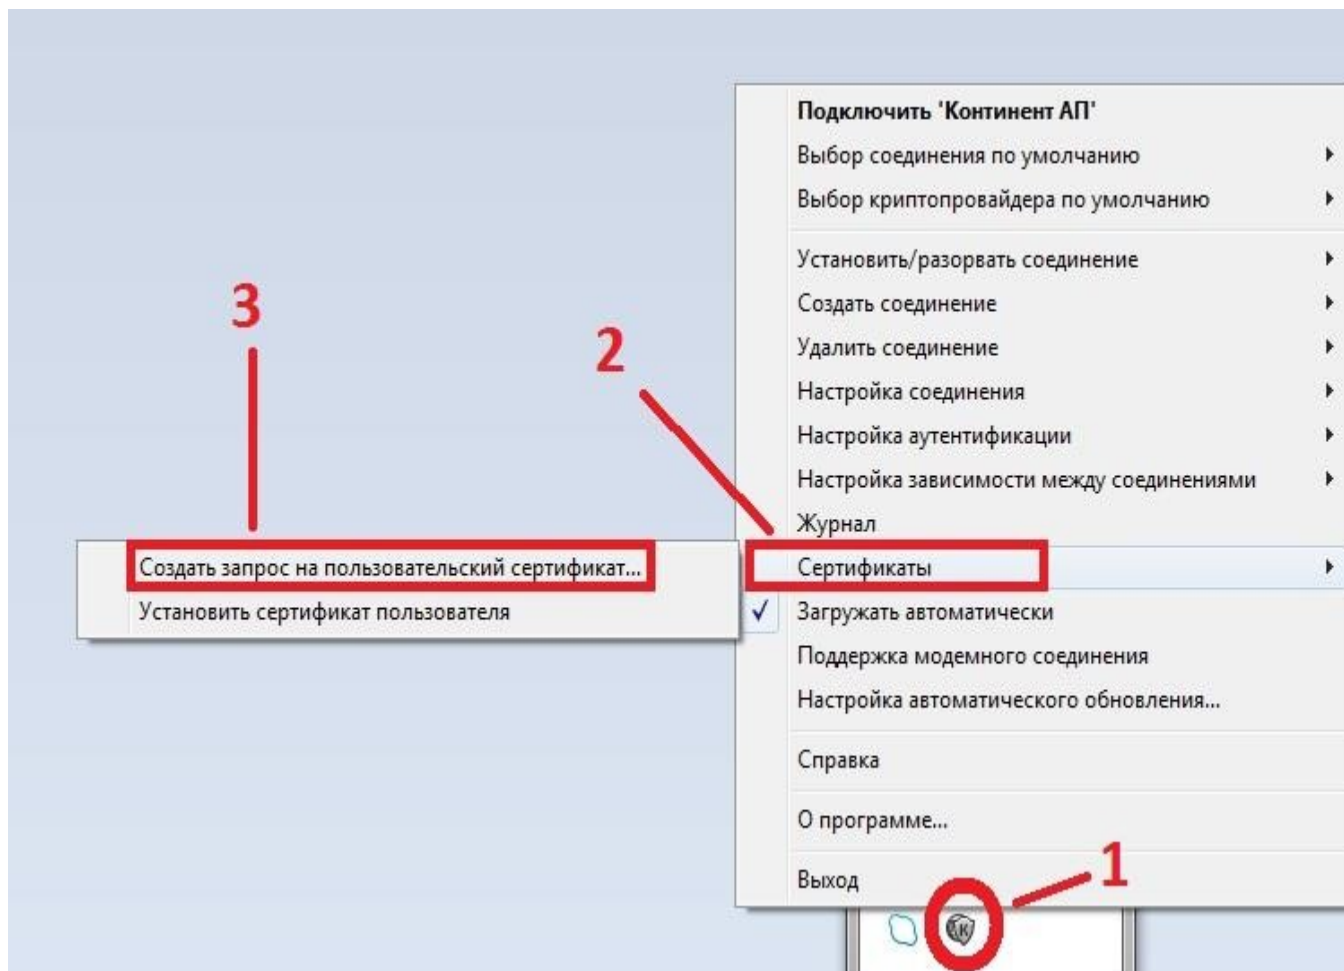 Подключить 'Континент АП'
Выбор соединения по умолчанию
Выбор криптопровайдера по умолчанию
Установить/разорвать соединение
3
Создать соединение
2
Удалить соединение
Настройка соединения
Настройка аутентификации
Настройка зависимости между соединениями
Журнал
Создать запрос на пользовательский сертификат...
Сертификаты
Установить сертификат пользователя
Загружать автоматически
Поддержка модемного соединения
Настройка автоматического обновления...
Справка
О программе...
1
Выход
K